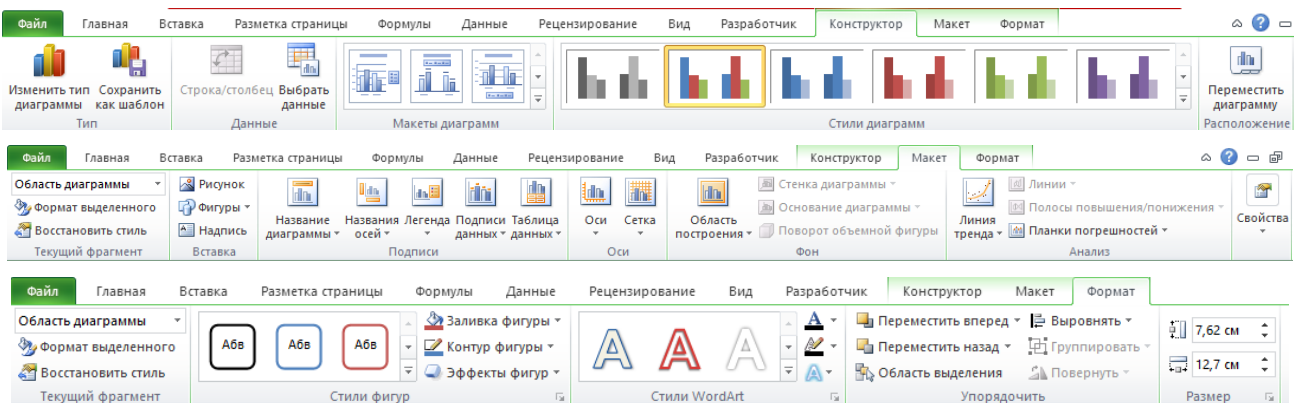 Файл Главная Вставка Разметка страницы Формулы Данные Рецензирование Вид Разработчик Конструктор Макет Формат
Изменить тип диаграммы Сохранить как шаблон Строка/столбец Выбрать данные Переместить диаграмму
Тип Данные Макеты диаграмм Стили диаграмм Расположение
Файл Главная Вставка Разметка страницы Формулы Данные Рецензирование Вид Разработчик Конструктор Макет Формат
Область диаграммы Рисунок Стенка диаграммы Линии
Формат выделенного Фигуры Основание диаграммы Полосы повышения/понижения
Восстановить стиль Надпись Название диаграммы Названия осей Легенда Подписи данных Таблица данных Оси Сетка Область построения Поворот объемной фигуры Линия тренда Планки погрешностей Свойства
Текущий фрагмент Вставка Подписи Оси Фон Анализ
Файл Главная Вставка Разметка страницы Формулы Данные Рецензирование Вид Разработчик Конструктор Макет Формат
Область диаграммы Заливка фигуры Переместить вперед Выровнять 7,62 см
Формат выделенного Абв Абв Абв Контур фигуры Переместить назад Группировать
Восстановить стиль Эффекты фигур Область выделения Повернуть 12,7 см
Текущий фрагмент Стили фигур Стили WordArt Упорядочить Размер